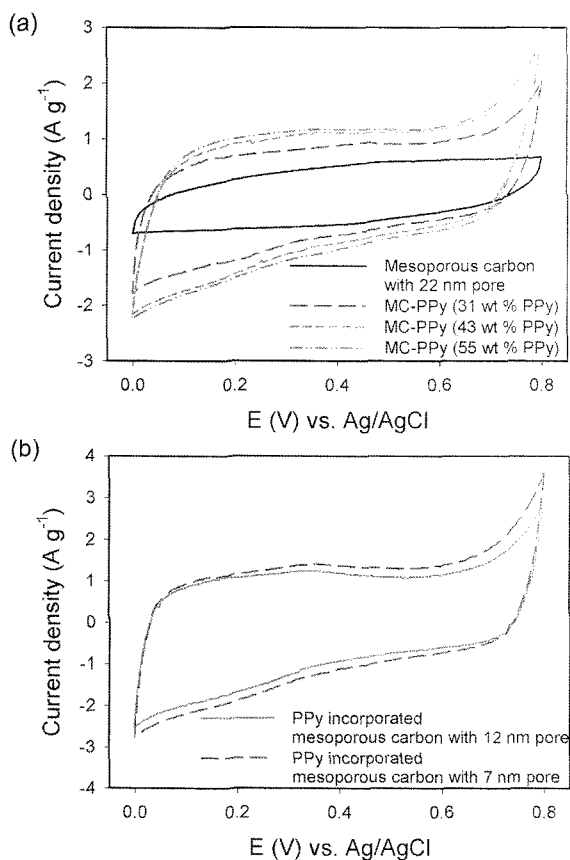 (a)
3
2
1
0
-1
-2
-3
Current density (A g⁻¹)
Mesoporous carbon
with 22 nm pore
MC-PPy (31 wt % PPy)
MC-PPy (43 wt % PPy)
MC-PPy (55 wt % PPy)
0.0 0.2 0.4 0.6 0.8
E (V) vs. Ag/AgCl
(b)
4
3
2
1
0
-1
-2
-3
-4
Current density (A g⁻¹)
PPy incorporated
mesoporous carbon with 12 nm pore
PPy incorporated
mesoporous carbon with 7 nm pore
0.0 0.2 0.4 0.6 0.8
E (V) vs. Ag/AgCl